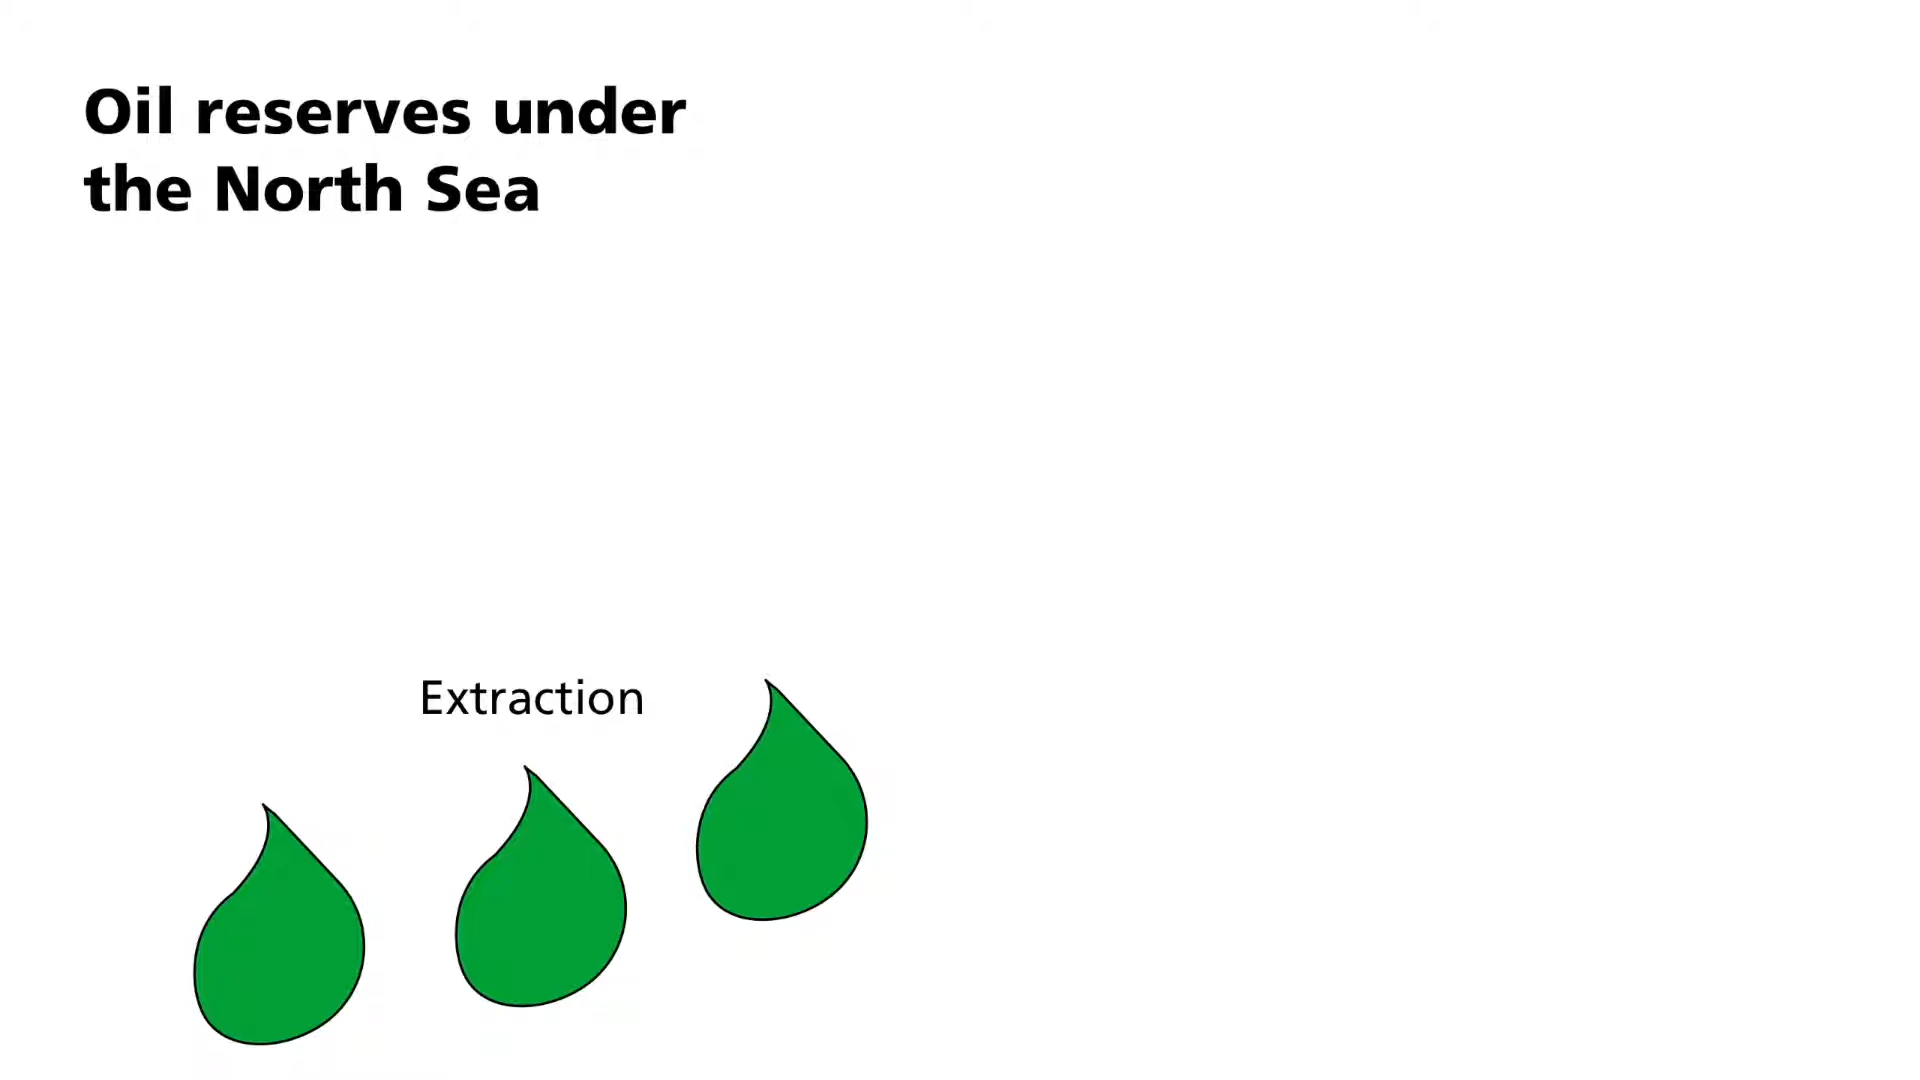 Oil reserves under
the North Sea
Extraction